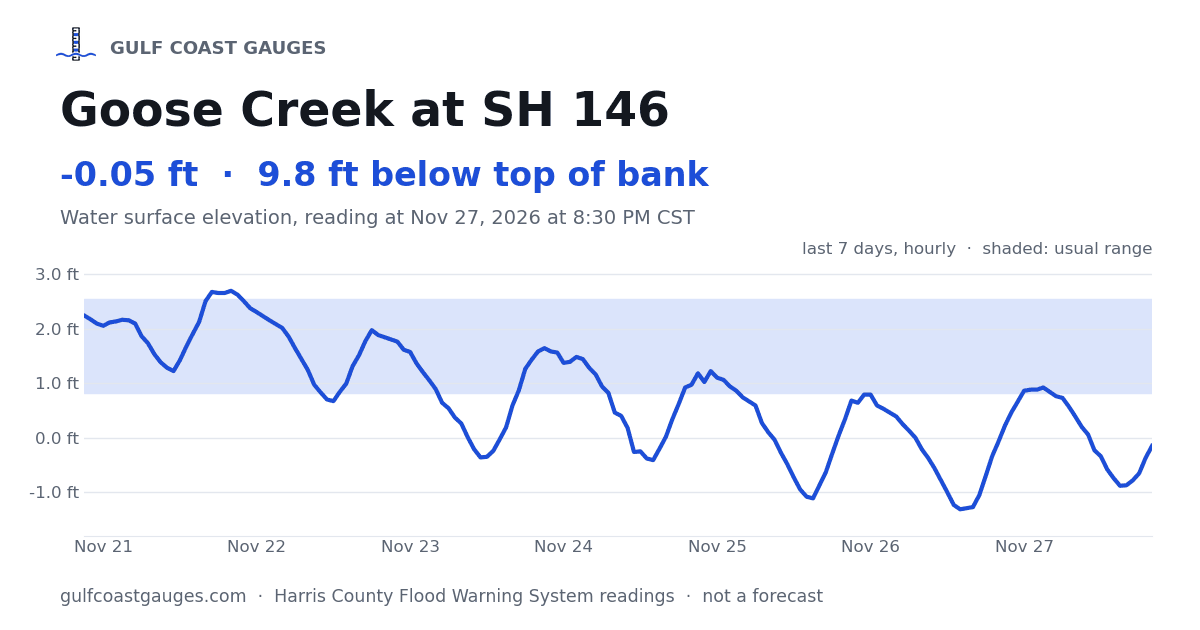 GULF COAST GAUGES
Goose Creek at SH 146
-0.05 ft · 9.8 ft below top of bank
Water surface elevation, reading at Nov 27, 2026 at 8:30 PM CST
last 7 days, hourly · shaded: usual range
3.0 ft
2.0 ft
1.0 ft
0.0 ft
-1.0 ft
Nov 21 Nov 22 Nov 23 Nov 24 Nov 25 Nov 26 Nov 27
gulfcoastgauges.com · Harris County Flood Warning System readings · not a forecast